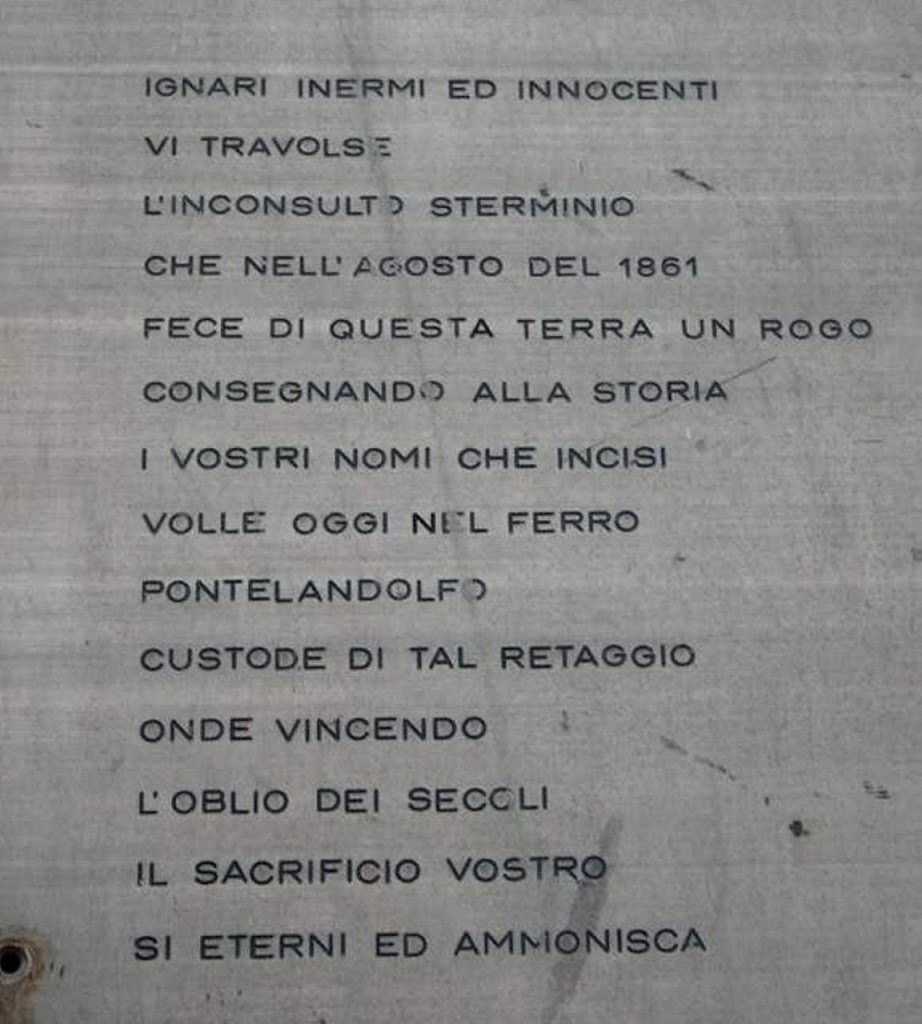 IGNARI INERMI ED INNOCENTI
VI TRAVOLSE
L'INCONSULTO STERMINIO
CHE NELL'AGOSTO DEL 1861
FECE DI QUESTA TERRA UN ROGO
CONSEGNANDO ALLA STORIA
I VOSTRI NOMI CHE INCISI
VOLLE OGGI NEL FERRO
PONTELANDOLFO
CUSTODE DI TAL RETAGGIO
ONDE VINCENDO
L'OBLIO DEI SECOLI
IL SACRIFICIO VOSTRO
SI ETERNI ED AMMONISCA